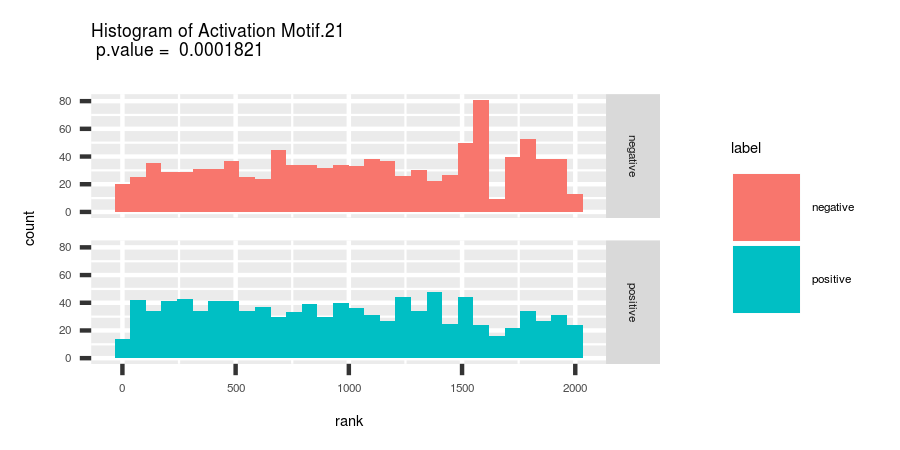 Histogram of Activation Motif.21
p.value = 0.0001821
count
80
60
40
20
0
negative
80
60
40
20
0
positive
0 500 1000 1500 2000
rank
label
negative
positive